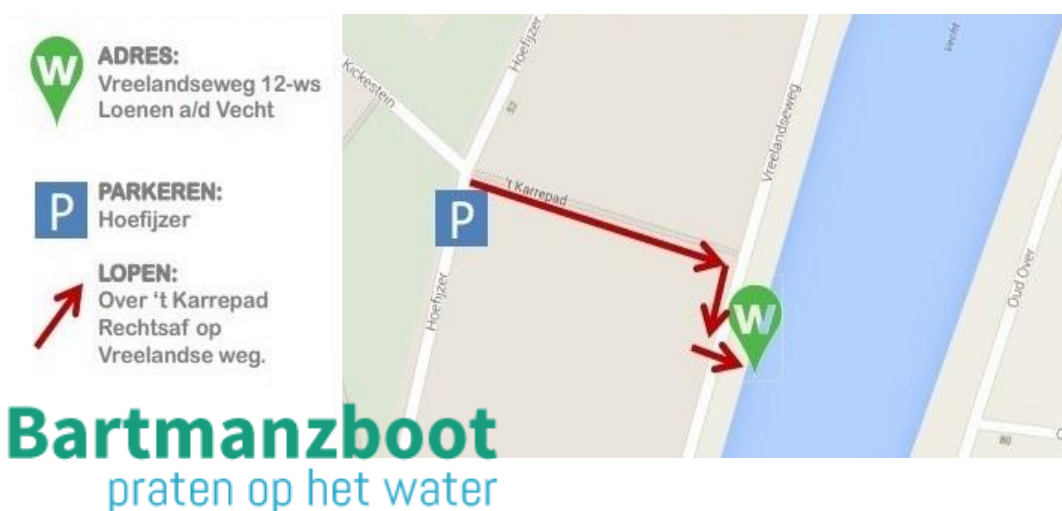 W
ADRES:
Vreelandseweg 12-ws
Loenen a/d Vecht
P
PARKEREN:
Hoefijzer
LOPEN:
Over ‘t Karrepad
Rechtsaf op
Vreelandse weg.
Bartmanzboot
praten op het water
Kickestein
Hoefijzer
52
't Karrepad
P
Hoefijzer
Vreelandseweg
Vecht
W
Oud Over